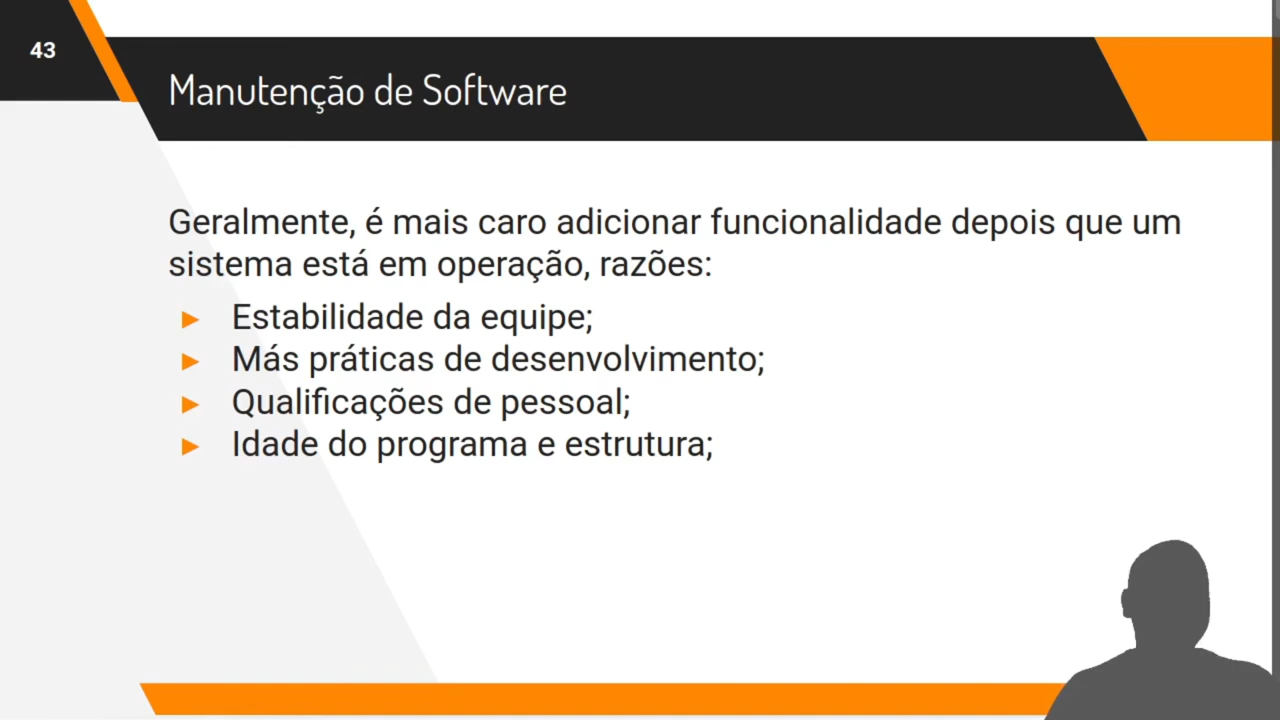 43
Manutenção de Software
Geralmente, é mais caro adicionar funcionalidade depois que um
sistema está em operação, razões:
► Estabilidade da equipe;
► Más práticas de desenvolvimento;
► Qualificações de pessoal;
► Idade do programa e estrutura;